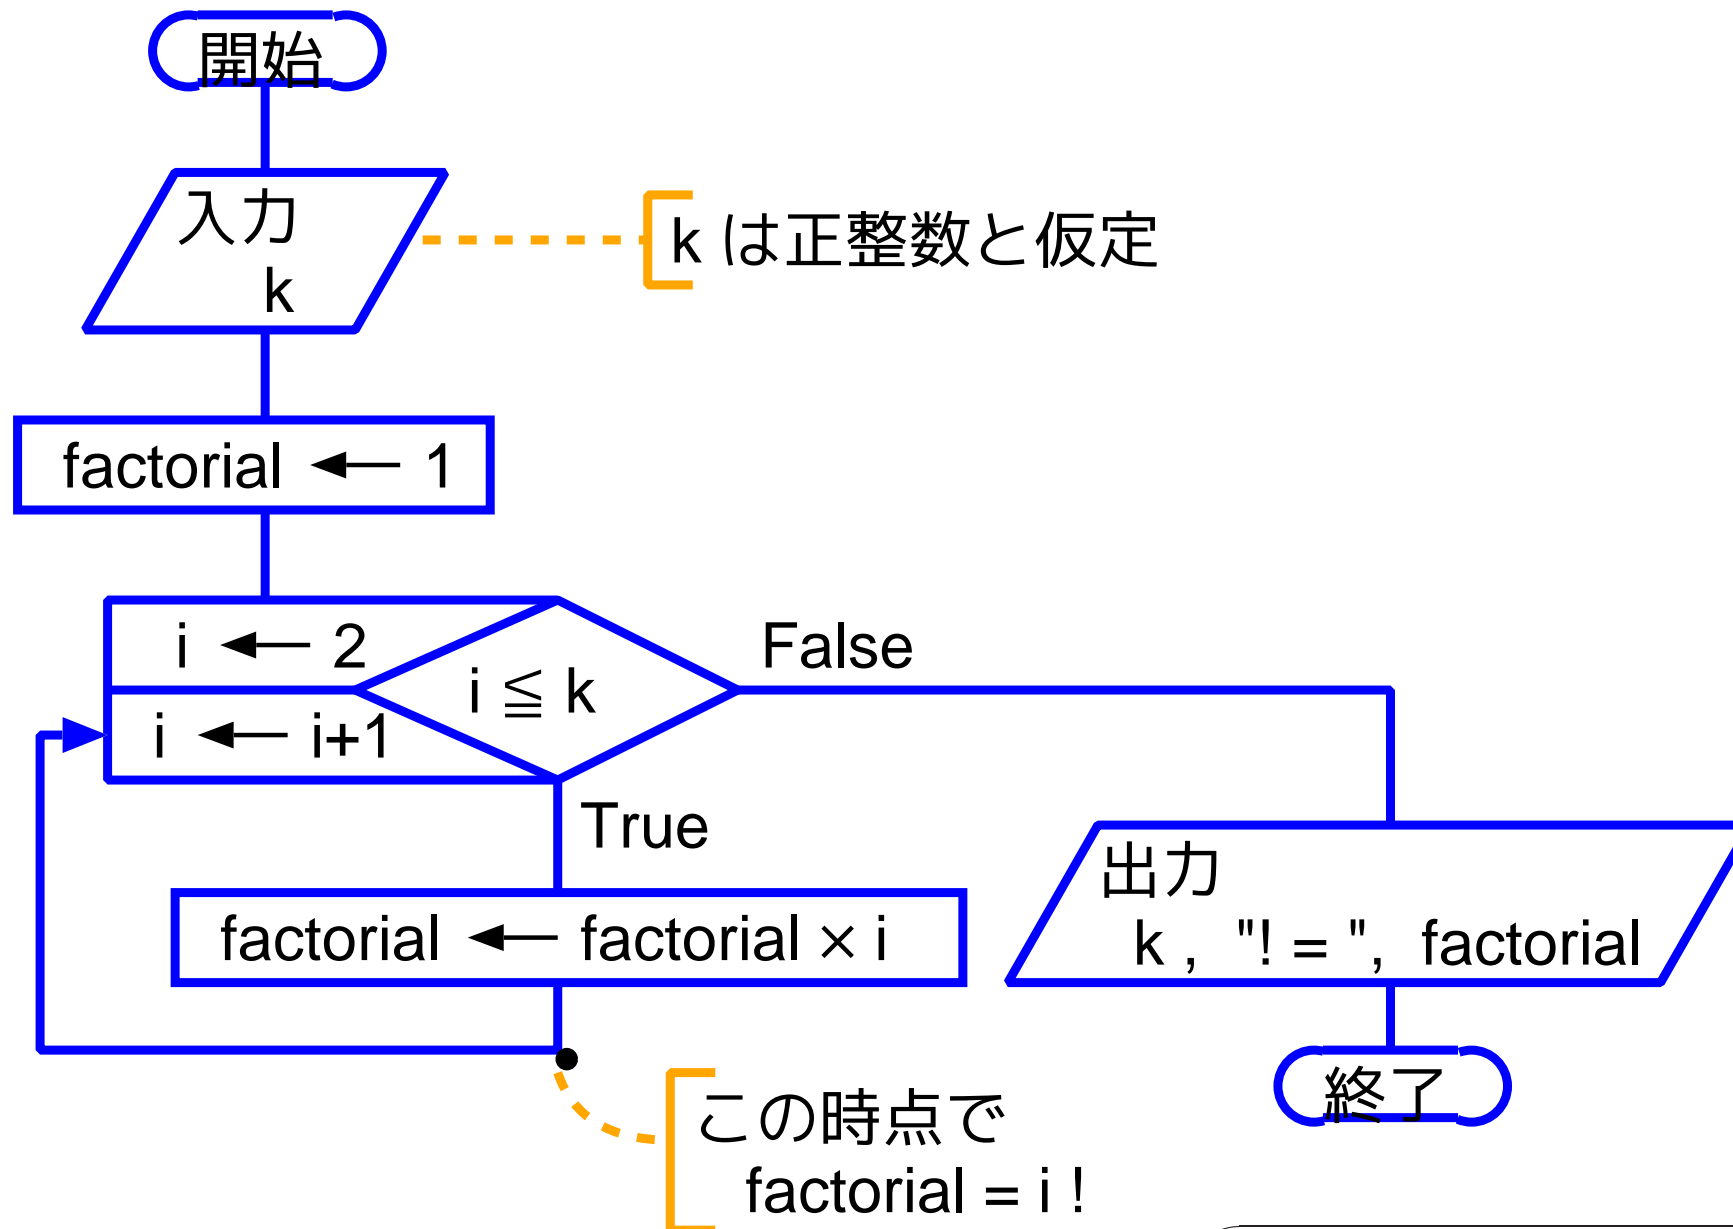 開始
入力
k
k は正整数と仮定
factorial ← 1
i ← 2
i ≦ k
False
i ← i+1
True
factorial ← factorial × i
出力
k , "! = ", factorial
終了
この時点で
factorial = i !